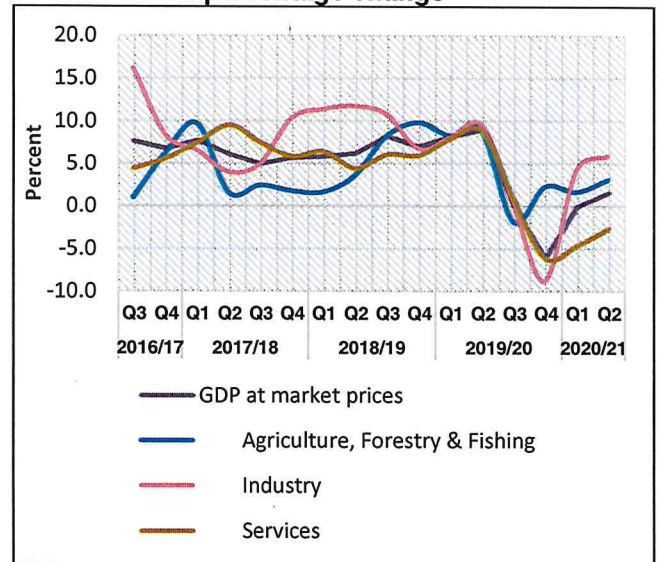 20.0
15.0
10.0
5.0
0.0
-5.0
-10.0
Percent
Q3 Q4 Q1 Q2 Q3 Q4 Q1 Q2 Q3 Q4 Q1 Q2 Q3 Q4 Q1 Q2
2016/17 2017/18 2018/19 2019/20 2020/21
GDP at market prices
Agriculture, Forestry & Fishing
Industry
Services